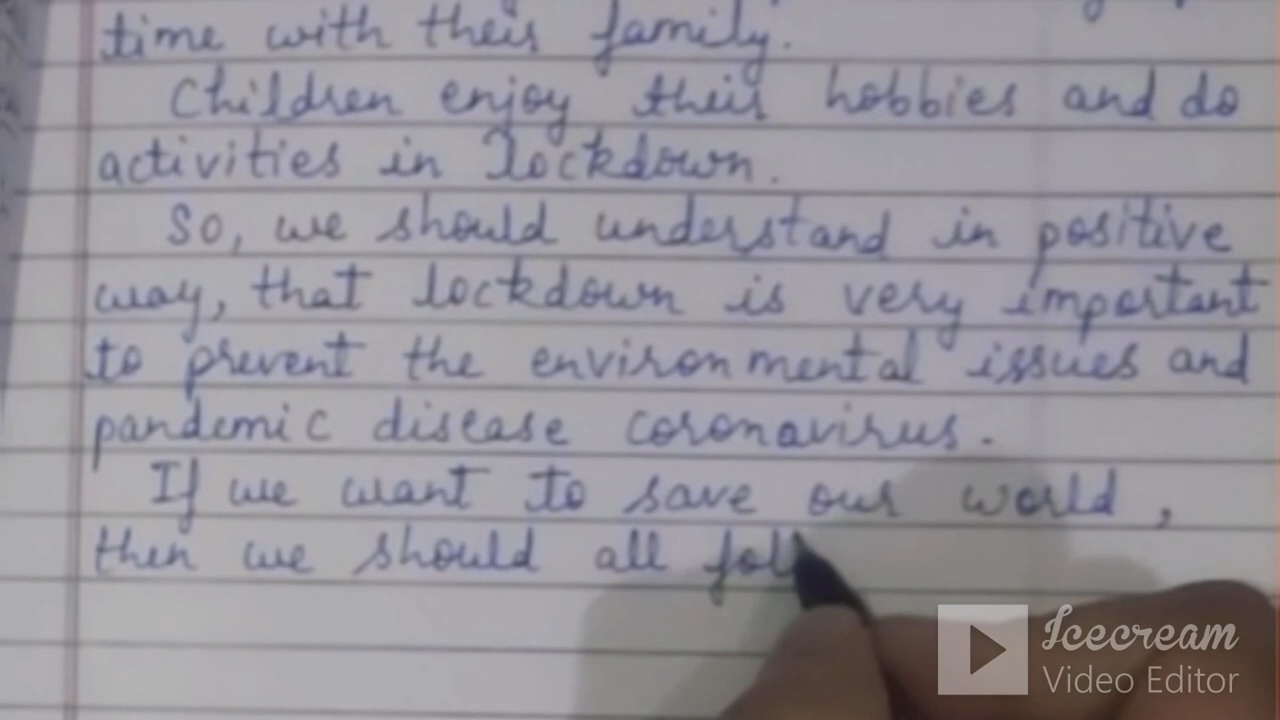 time with their family.
Children enjoy their hobbies and do
activities in lockdown.
So, we should understand in positive
way, that lockdown is very important
to prevent the environmental issues and
pandemic disease coronavirus.
If we want to save our world,
then we should all foll
Icecream
Video Editor